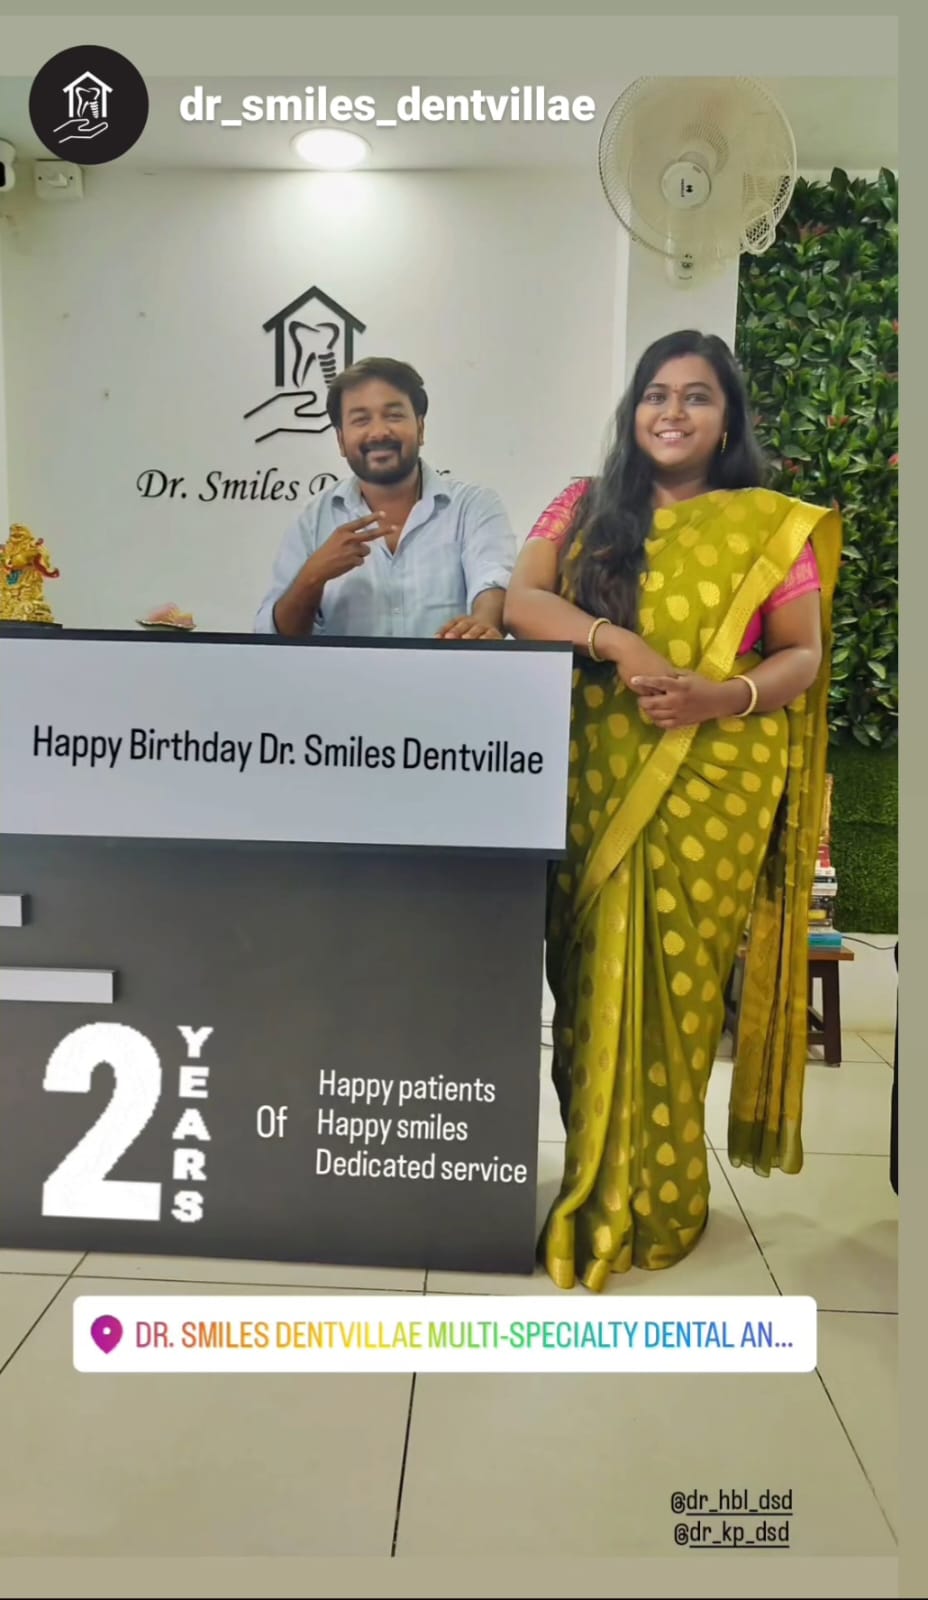 dr_smiles_dentvillae
Dr. Smiles
Happy Birthday Dr. Smiles Dentvillae
2 YEARS
Of
Happy patients
Happy smiles
Dedicated service
DR. SMILES DENTVILLAE MULTI-SPECIALTY DENTAL AN...
@dr_hbl_dsd
@dr_kp_dsd